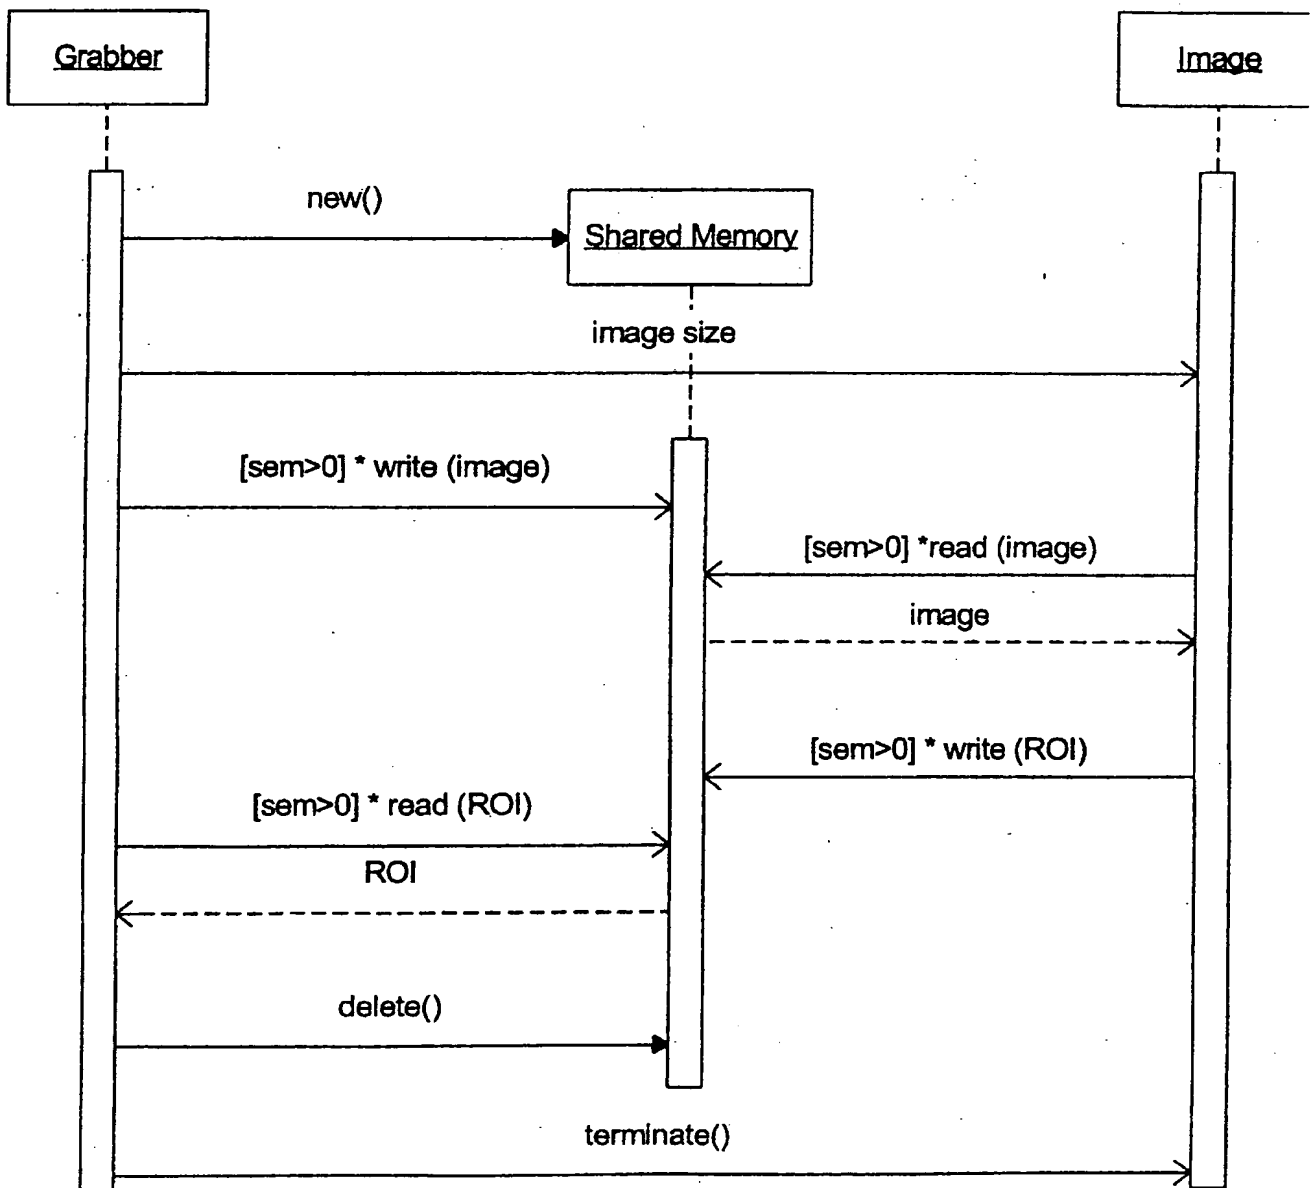 Grabber
Image
new()
Shared Memory
image size
[sem>0] * write (image)
[sem>0] *read (image)
image
[sem>0] * write (ROI)
[sem>0] * read (ROI)
ROI
delete()
terminate()